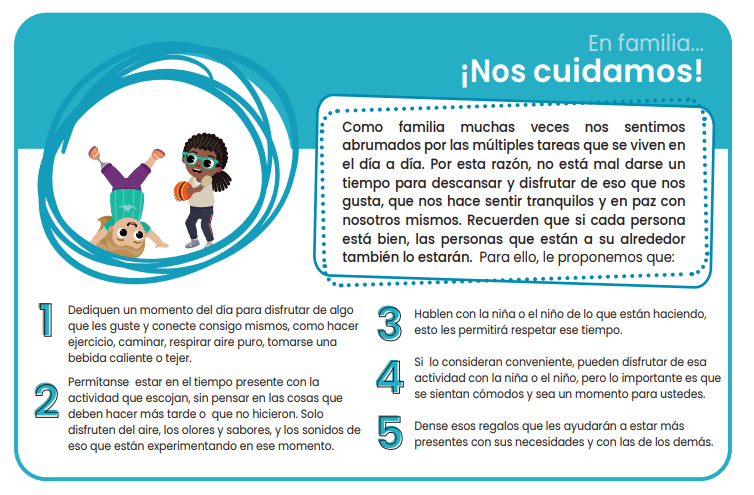 En familia...
¡Nos cuidamos!
Como familia muchas veces nos sentimos
abrumados por las múltiples tareas que se viven en
el día a día. Por esta razón, no está mal darse un
tiempo para descansar y disfrutar de eso que nos
gusta, que nos hace sentir tranquilos y en paz con
nosotros mismos. Recuerden que si cada persona
está bien, las personas que están a su alrededor
también lo estarán. Para ello, le proponemos que:
1
Dediquen un momento del día para disfrutar de algo
que les guste y conecte consigo mismos, como hacer
ejercicio, caminar, respirar aire puro, tomarse una
bebida caliente o tejer.
2
Permítanse estar en el tiempo presente con la
actividad que escojan, sin pensar en las cosas que
deben hacer más tarde o que no hicieron. Solo
disfruten del aire, los olores y sabores, y los sonidos de
eso que están experimentando en ese momento.
3
Hablen con la niña o el niño de lo que están haciendo,
esto les permitirá respetar ese tiempo.
4
Si lo consideran conveniente, pueden disfrutar de esa
actividad con la niña o el niño, pero lo importante es que
se sientan cómodos y sea un momento para ustedes.
5
Dense esos regalos que les ayudarán a estar más
presentes con sus necesidades y con las de los demás.